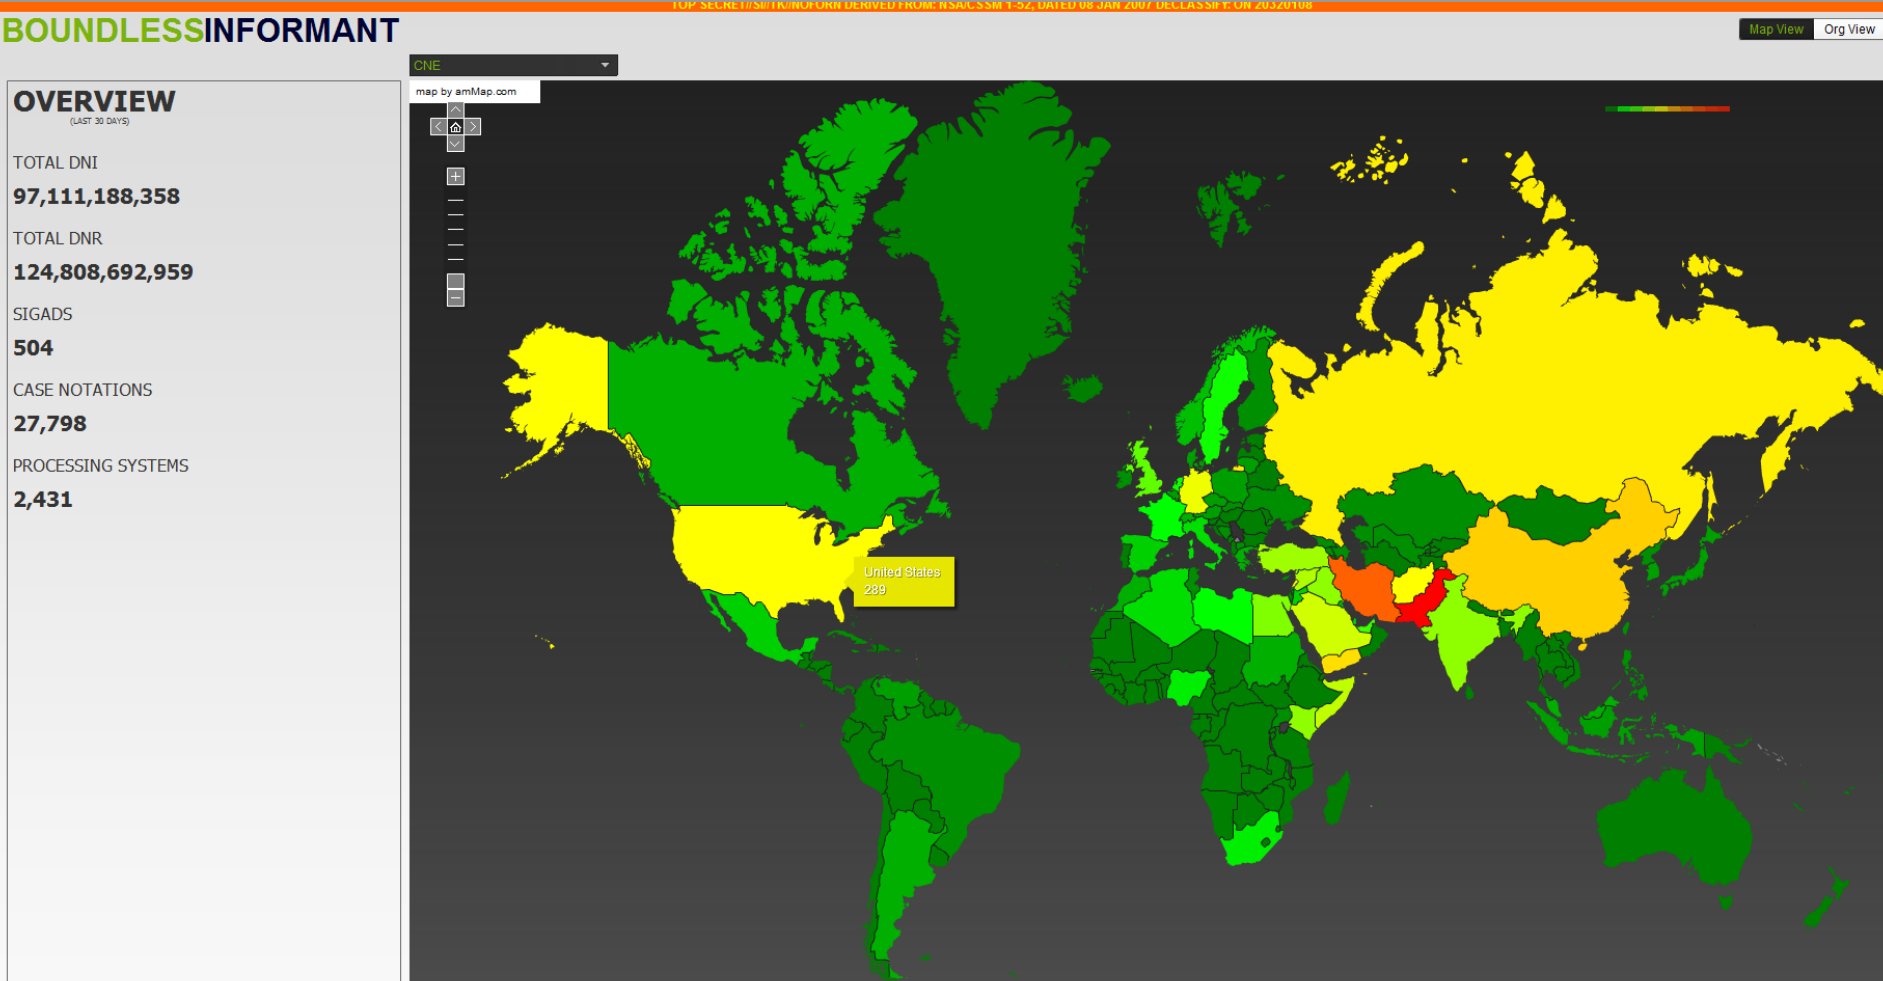 TOP SECRET//SI//TK//NOFORN DERIVED FROM: NSA/CSSM 1-52, DATED 08 JAN 2007 DECLASSIFY: ON 20320108
BOUNDLESSINFORMANT
Map View Org View
CNE
map by amMap.com
OVERVIEW
(LAST 30 DAYS)
TOTAL DNI
97,111,188,358
TOTAL DNR
124,808,692,959
SIGADS
504
CASE NOTATIONS
27,798
PROCESSING SYSTEMS
2,431
United States
289